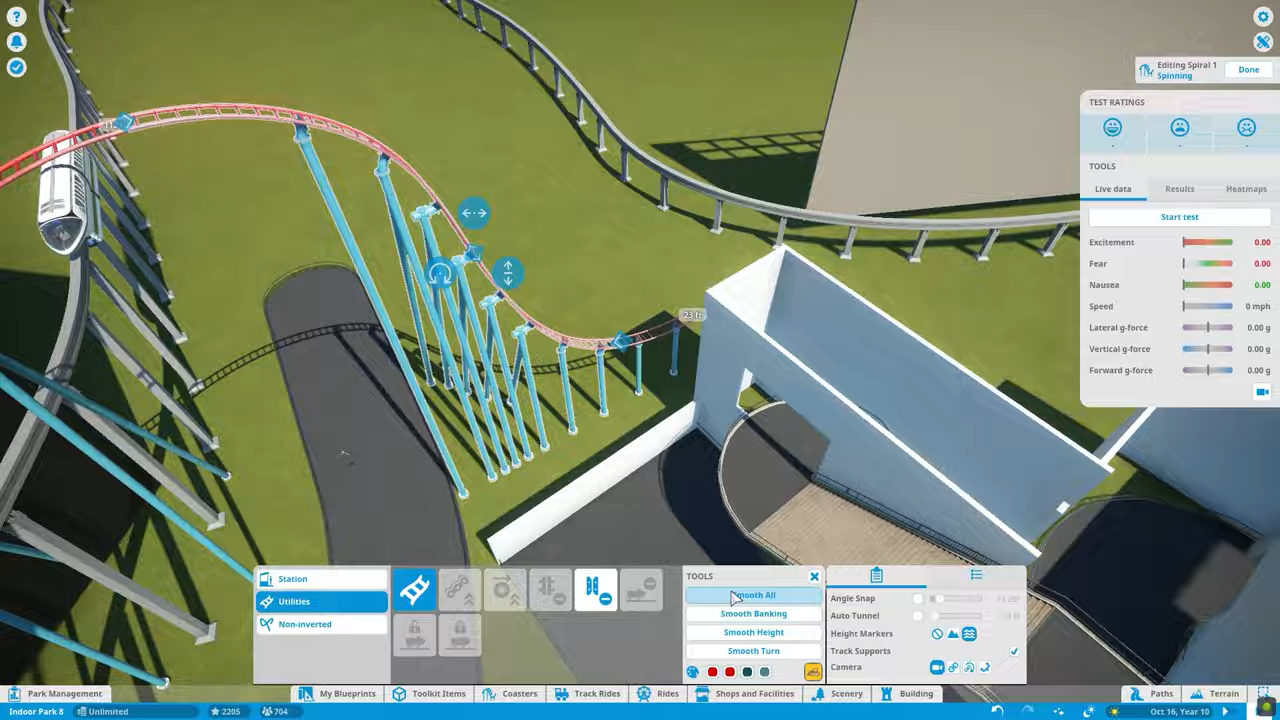 ?
Editing Spiral 1
Spinning
Done
TEST RATINGS
TOOLS
Live data
Results
Heatmaps
Start test
Excitement 0.00
Fear 0.00
Nausea 0.00
Speed 0 mph
Lateral g-force 0.00 g
Vertical g-force 0.00 g
Forward g-force 0.00 g
23 ft
Station
Utilities
Non-inverted
TOOLS
Smooth All
Smooth Banking
Smooth Height
Smooth Turn
Angle Snap
Auto Tunnel
Height Markers
Track Supports
Camera
Park Management
My Blueprints
Toolkit Items
Coasters
Track Rides
Rides
Shops and Facilities
Scenery
Building
Paths
Terrain
Indoor Park 8
Unlimited
2205
704
Oct 16, Year 10